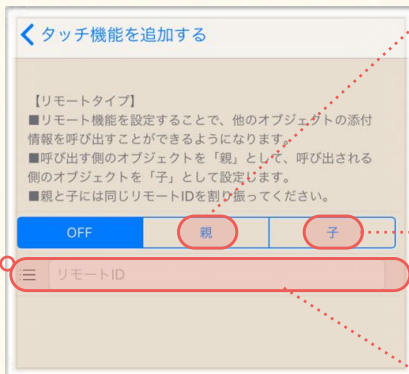 タッチ機能を追加する
【リモートタイプ】
■リモート機能を設定することで、他のオブジェクトの添付
情報を呼び出すことができるようになります。
■呼び出す側のオブジェクトを「親」として、呼び出される
側のオブジェクトを「子」として設定します。
■親と子には同じリモートIDを割り振ってください。
OFF 親 子
リモートID